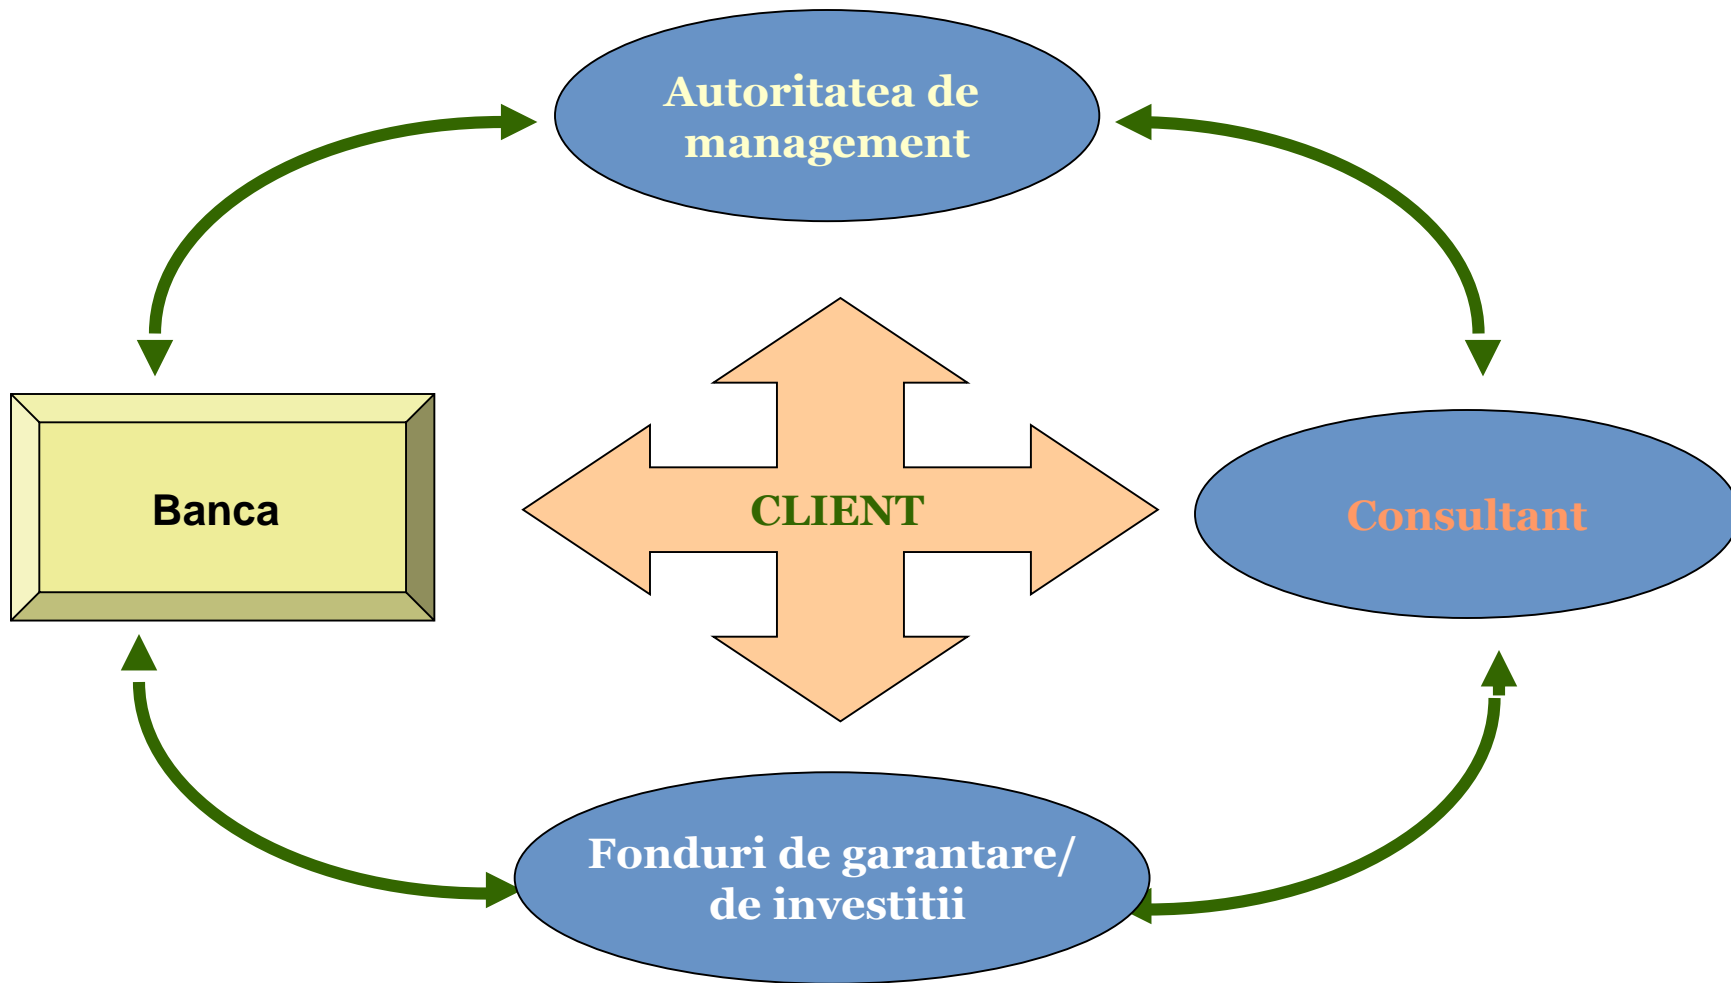 Autoritatea de
management
Banca
CLIENT
Consultant
Fonduri de garantare/
de investitii